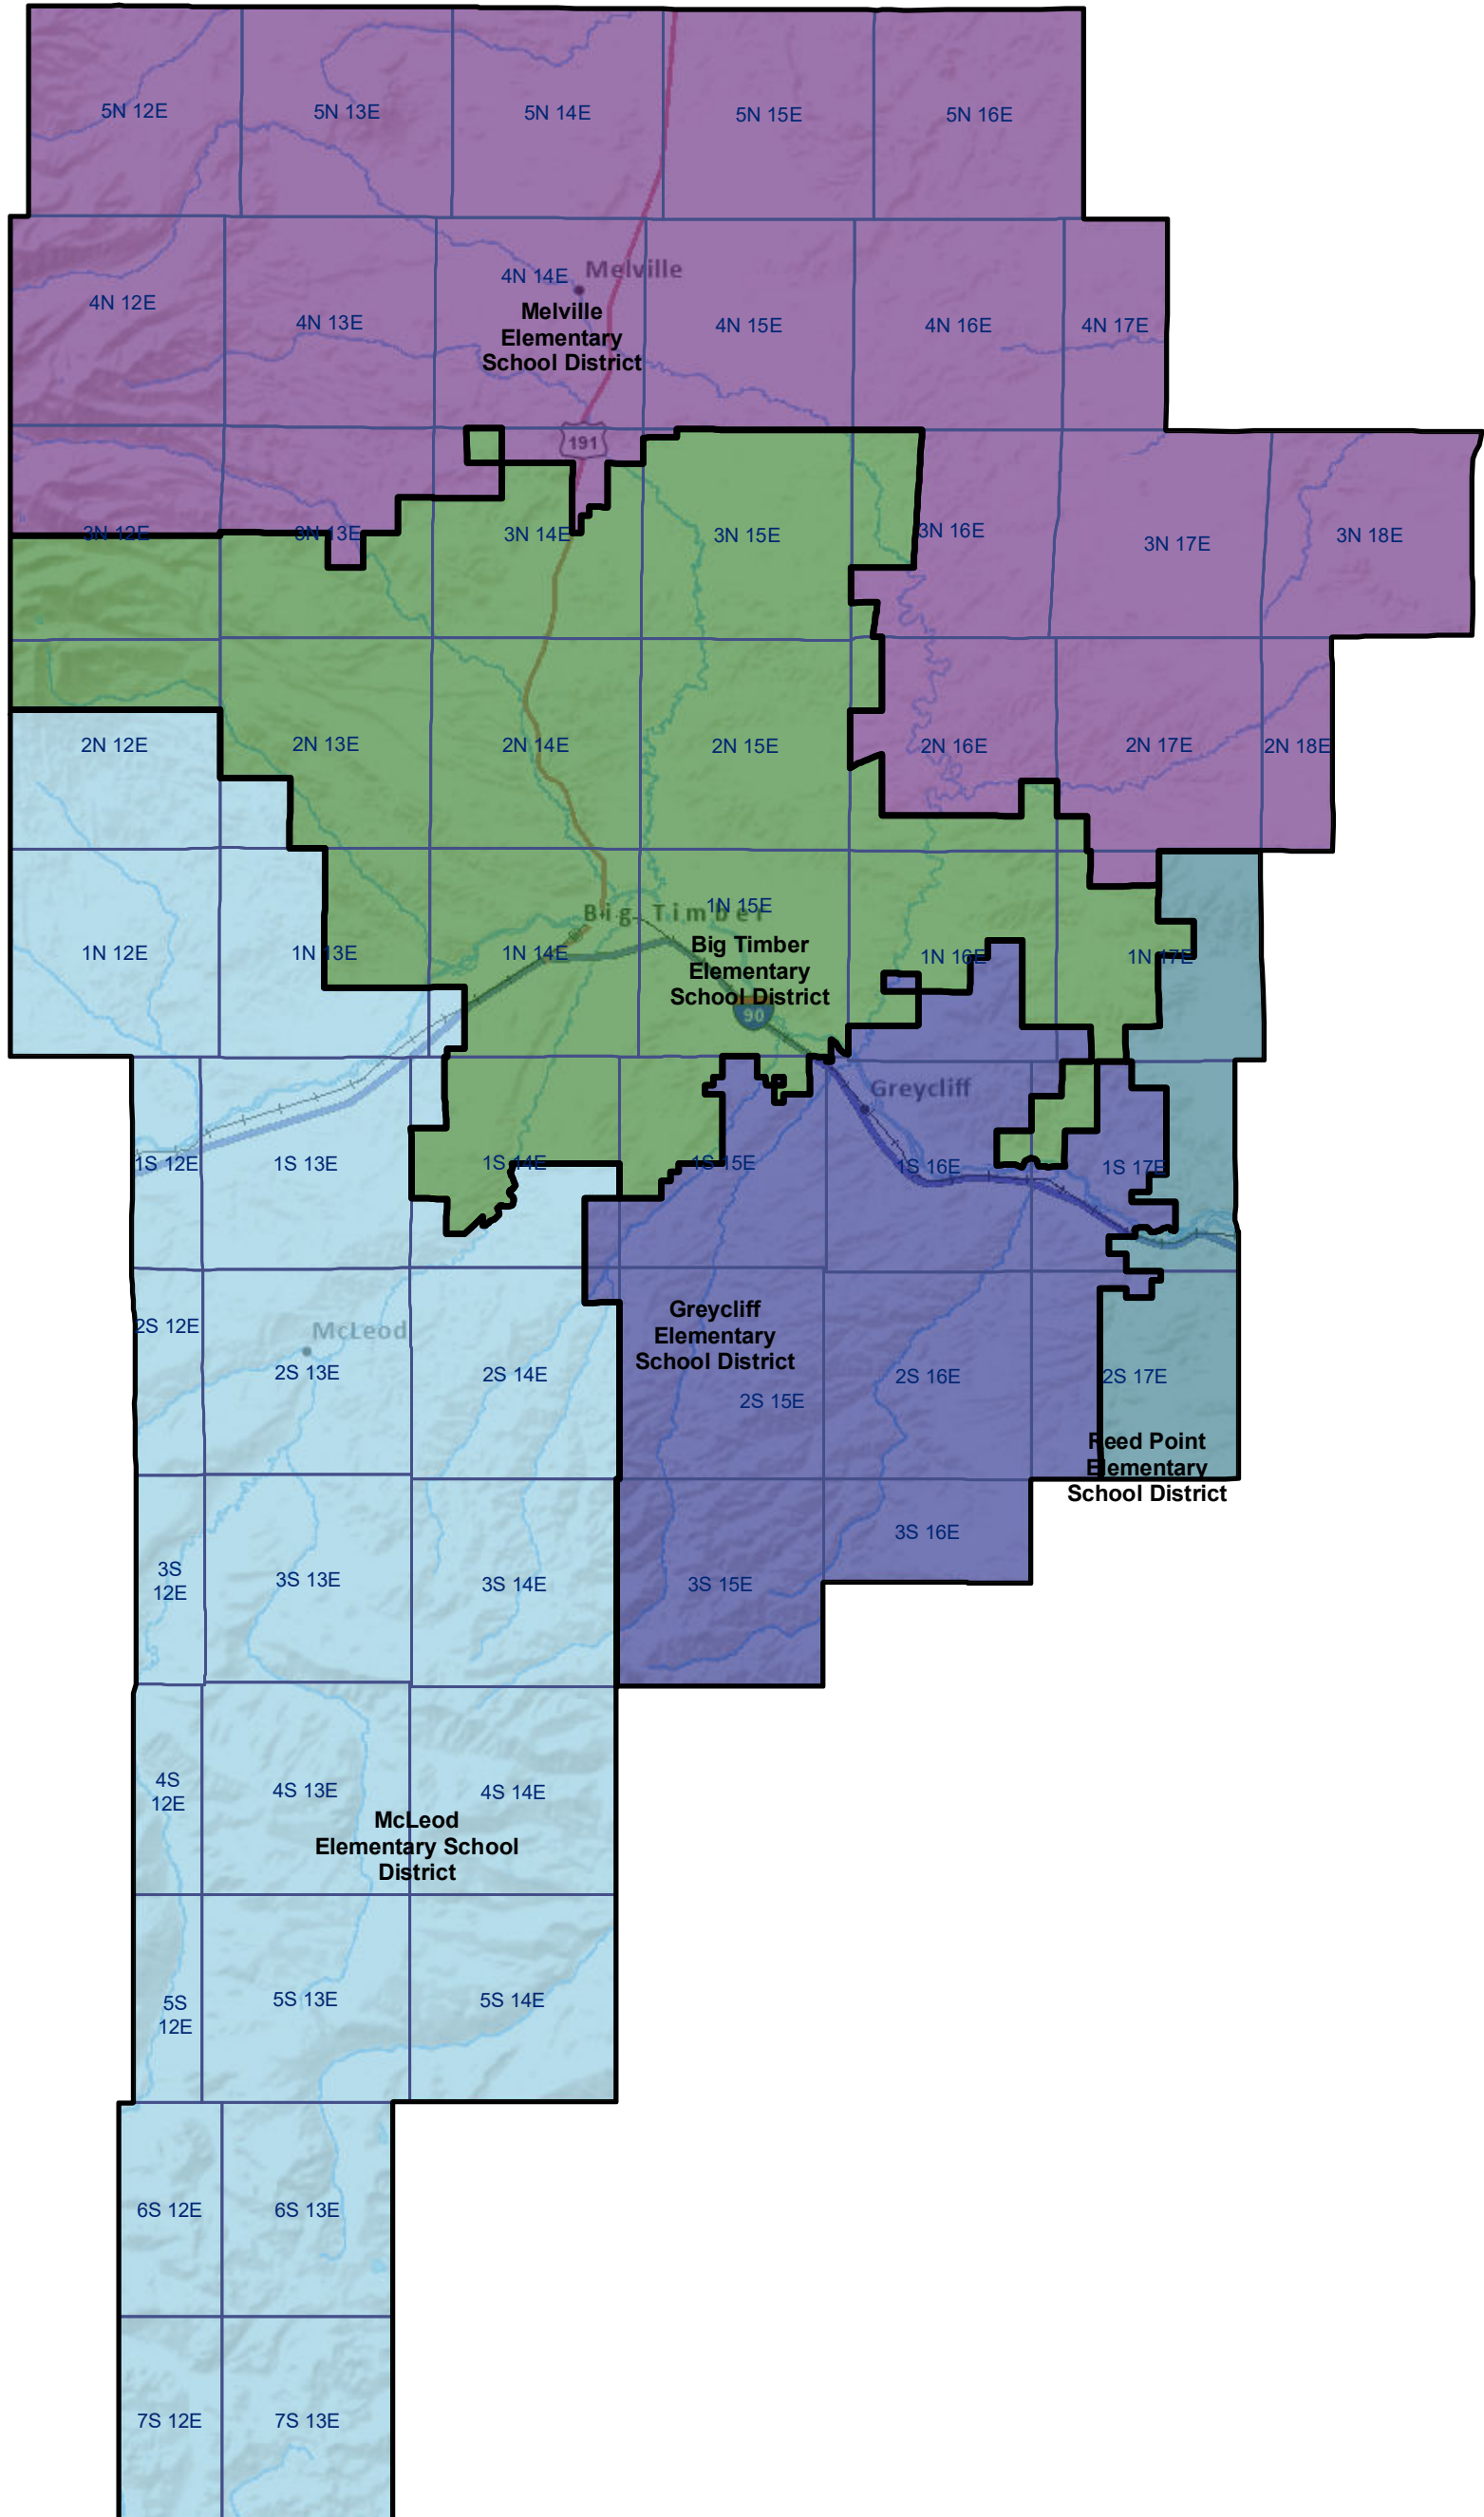 5N 12E
5N 13E
5N 14E
5N 15E
5N 16E
4N 12E
4N 13E
4N 14E
Melville
4N 15E
4N 16E
4N 17E
Melville
Elementary
School District
191
3N 12E
3N 13E
3N 14E
3N 15E
3N 16E
3N 17E
3N 18E
2N 12E
2N 13E
2N 14E
2N 15E
2N 16E
2N 17E
2N 18E
1N 12E
1N 13E
1N 14E
Big Timber
1N 15E
1N 16E
1N 17E
Big Timber
Elementary
School District
90
Greycliff
1S 12E
1S 13E
1S 14E
1S 15E
1S 16E
1S 17E
2S 12E
McLeod
2S 13E
2S 14E
Greycliff
Elementary
School District
2S 15E
2S 16E
2S 17E
Reed Point
Elementary
School District
3S
12E
3S 13E
3S 14E
3S 15E
3S 16E
4S
12E
4S 13E
4S 14E
McLeod
Elementary School
District
5S
12E
5S 13E
5S 14E
6S 12E
6S 13E
7S 12E
7S 13E